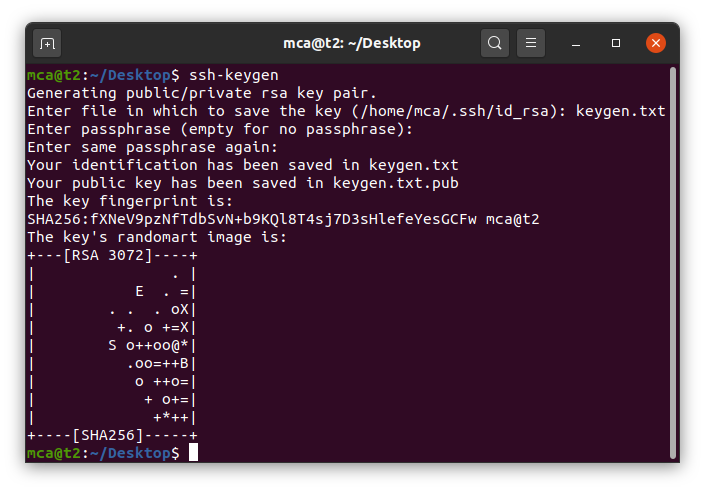 mca@t2: ~/Desktop
mca@t2:~/Desktop$ ssh-keygen
Generating public/private rsa key pair.
Enter file in which to save the key (/home/mca/.ssh/id_rsa): keygen.txt
Enter passphrase (empty for no passphrase):
Enter same passphrase again:
Your identification has been saved in keygen.txt
Your public key has been saved in keygen.txt.pub
The key fingerprint is:
SHA256:fXNeV9pzNfTdbSvN+b9KQl8T4sj7D3sHlefeYesGCFw mca@t2
The key's randomart image is:
+---[RSA 3072]----+
|               . |
|           E  . =|
|        . .  . oX|
|         +. o +=X|
|        S o++oo@*|
|          .oo=++B|
|           o ++o=|
|            + o+=|
|             +*++|
+----[SHA256]-----+
mca@t2:~/Desktop$